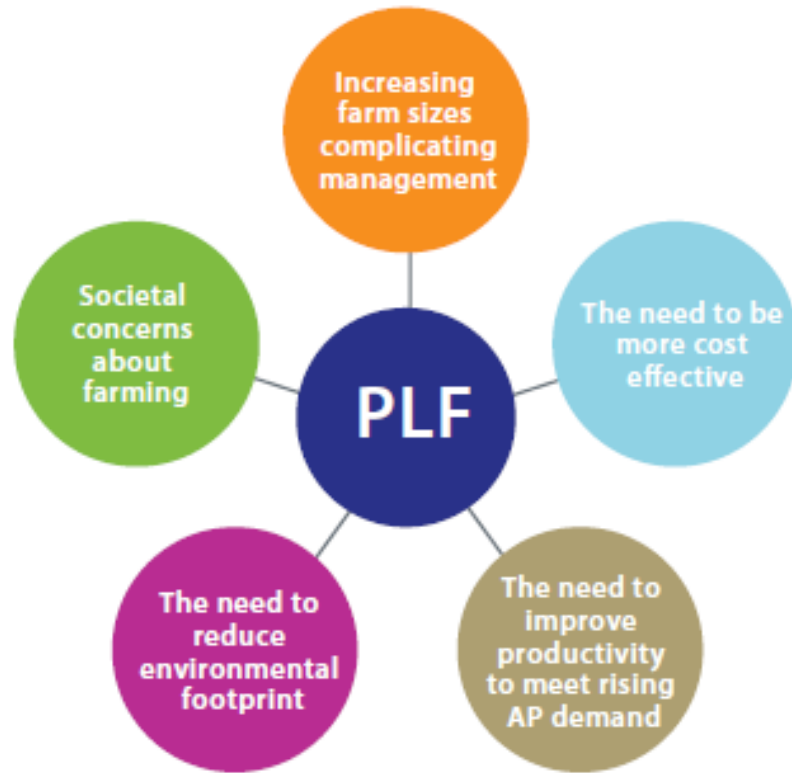 Increasing
farm sizes
complicating
management
Societal
concerns
about
farming
The need to be
more cost
effective
PLF
The need to
reduce
environmental
footprint
The need to
improve
productivity
to meet rising
AP demand